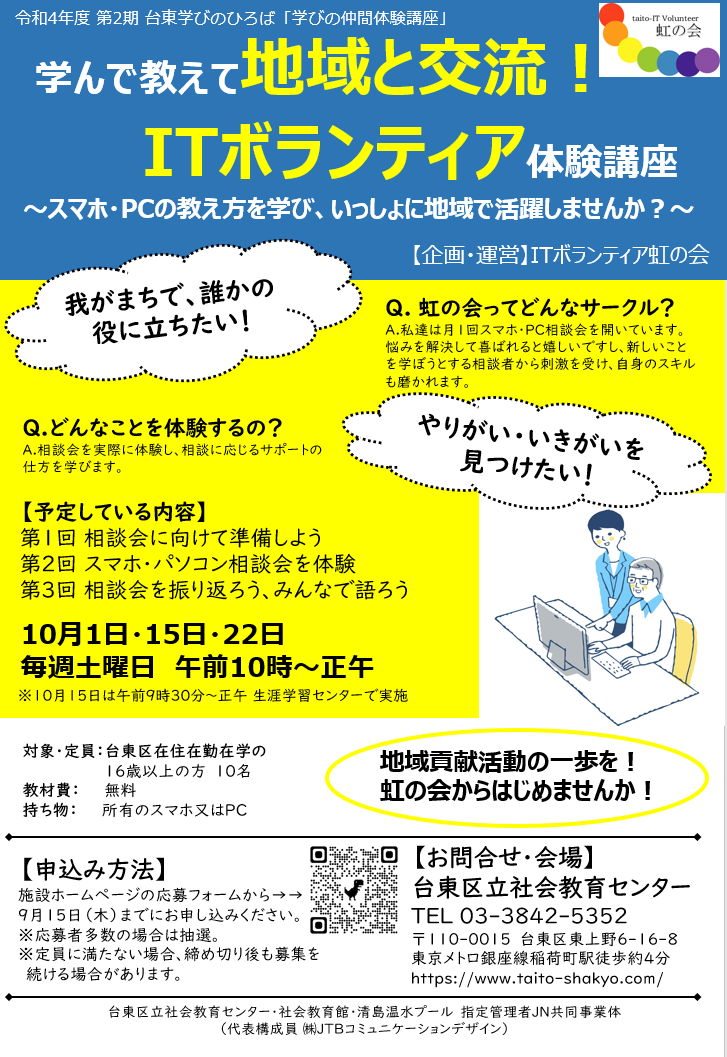 令和4年度 第2期 台東学びのひろば「学びの仲間体験講座」
taito-IT Volunteer
虹の会
学んで教えて地域と交流！
ITボランティア体験講座
～スマホ・PCの教え方を学び、いっしょに地域で活躍しませんか？～
【企画・運営】ITボランティア虹の会
我がまちで、誰かの
役に立ちたい！
Q. 虹の会ってどんなサークル？
A.私達は月1回スマホ・PC相談会を開いています。
悩みを解決して喜ばれると嬉しいですし、新しいこと
を学ぼうとする相談者から刺激を受け、自身のスキル
も磨かれます。
Q.どんなことを体験するの？
A.相談会を実際に体験し、相談に応じるサポートの
仕方を学びます。
やりがい・いきがいを
見つけたい！
【予定している内容】
第1回 相談会に向けて準備しよう
第2回 スマホ・パソコン相談会を体験
第3回 相談会を振り返ろう、みんなで語ろう
10月1日・15日・22日
毎週土曜日 午前10時～正午
※10月15日は午前9時30分～正午 生涯学習センターで実施
対象・定員：台東区在住在勤在学の
16歳以上の方 10名
教材費： 無料
持ち物： 所有のスマホ又はPC
地域貢献活動の一歩を！
虹の会からはじめませんか！
【申込み方法】
施設ホームページの応募フォームから→→
9月15日（木）までにお申し込みください。
※応募者多数の場合は抽選。
※定員に満たない場合、締め切り後も募集を
続ける場合があります。
【お問合せ・会場】
台東区立社会教育センター
TEL 03-3842-5352
〒110-0015 台東区東上野6-16-8
東京メトロ銀座線稲荷町駅徒歩約4分
https://www.taito-shakyo.com/
台東区立社会教育センター・社会教育館・清島温水プール 指定管理者JN共同事業体
（代表構成員 ㈱JTBコミュニケーションデザイン）